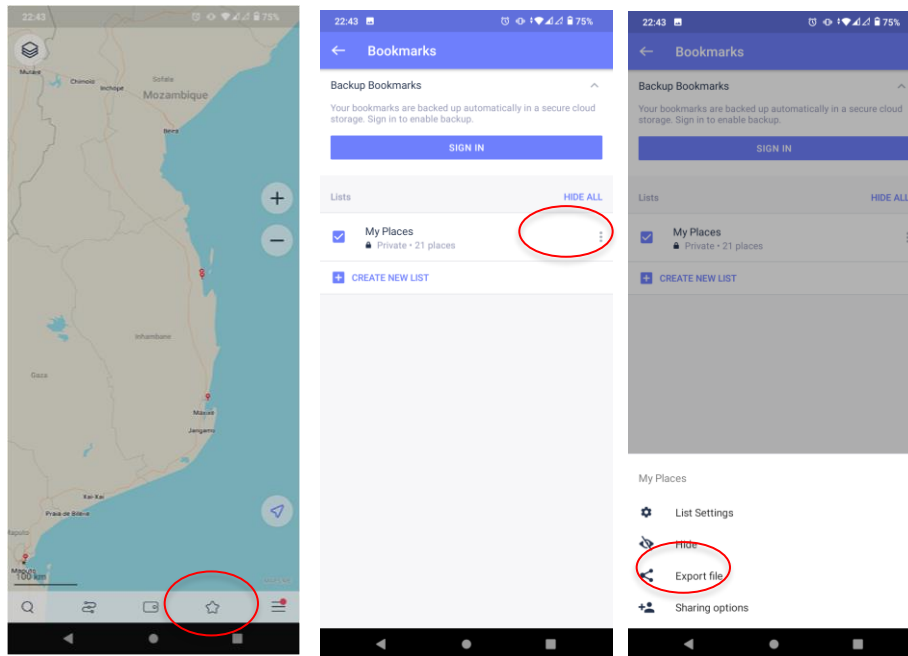 22:43
75%
Mutare
Chimoio
Inchope
Sofala
Mozambique
Beira
Inhambane
Gaza
Maxixe
Jangamo
Xai-Xai
Praia de Bilene
Maputo
Maputo
100 km
22:43
75%
Bookmarks
Backup Bookmarks
Your bookmarks are backed up automatically in a secure cloud
storage. Sign in to enable backup.
SIGN IN
Lists
HIDE ALL
My Places
Private • 21 places
CREATE NEW LIST
22:43
75%
Bookmarks
Backup Bookmarks
Your bookmarks are backed up automatically in a secure cloud
storage. Sign in to enable backup.
SIGN IN
Lists
HIDE ALL
My Places
Private • 21 places
CREATE NEW LIST
My Places
List Settings
Hide
Export file
Sharing options